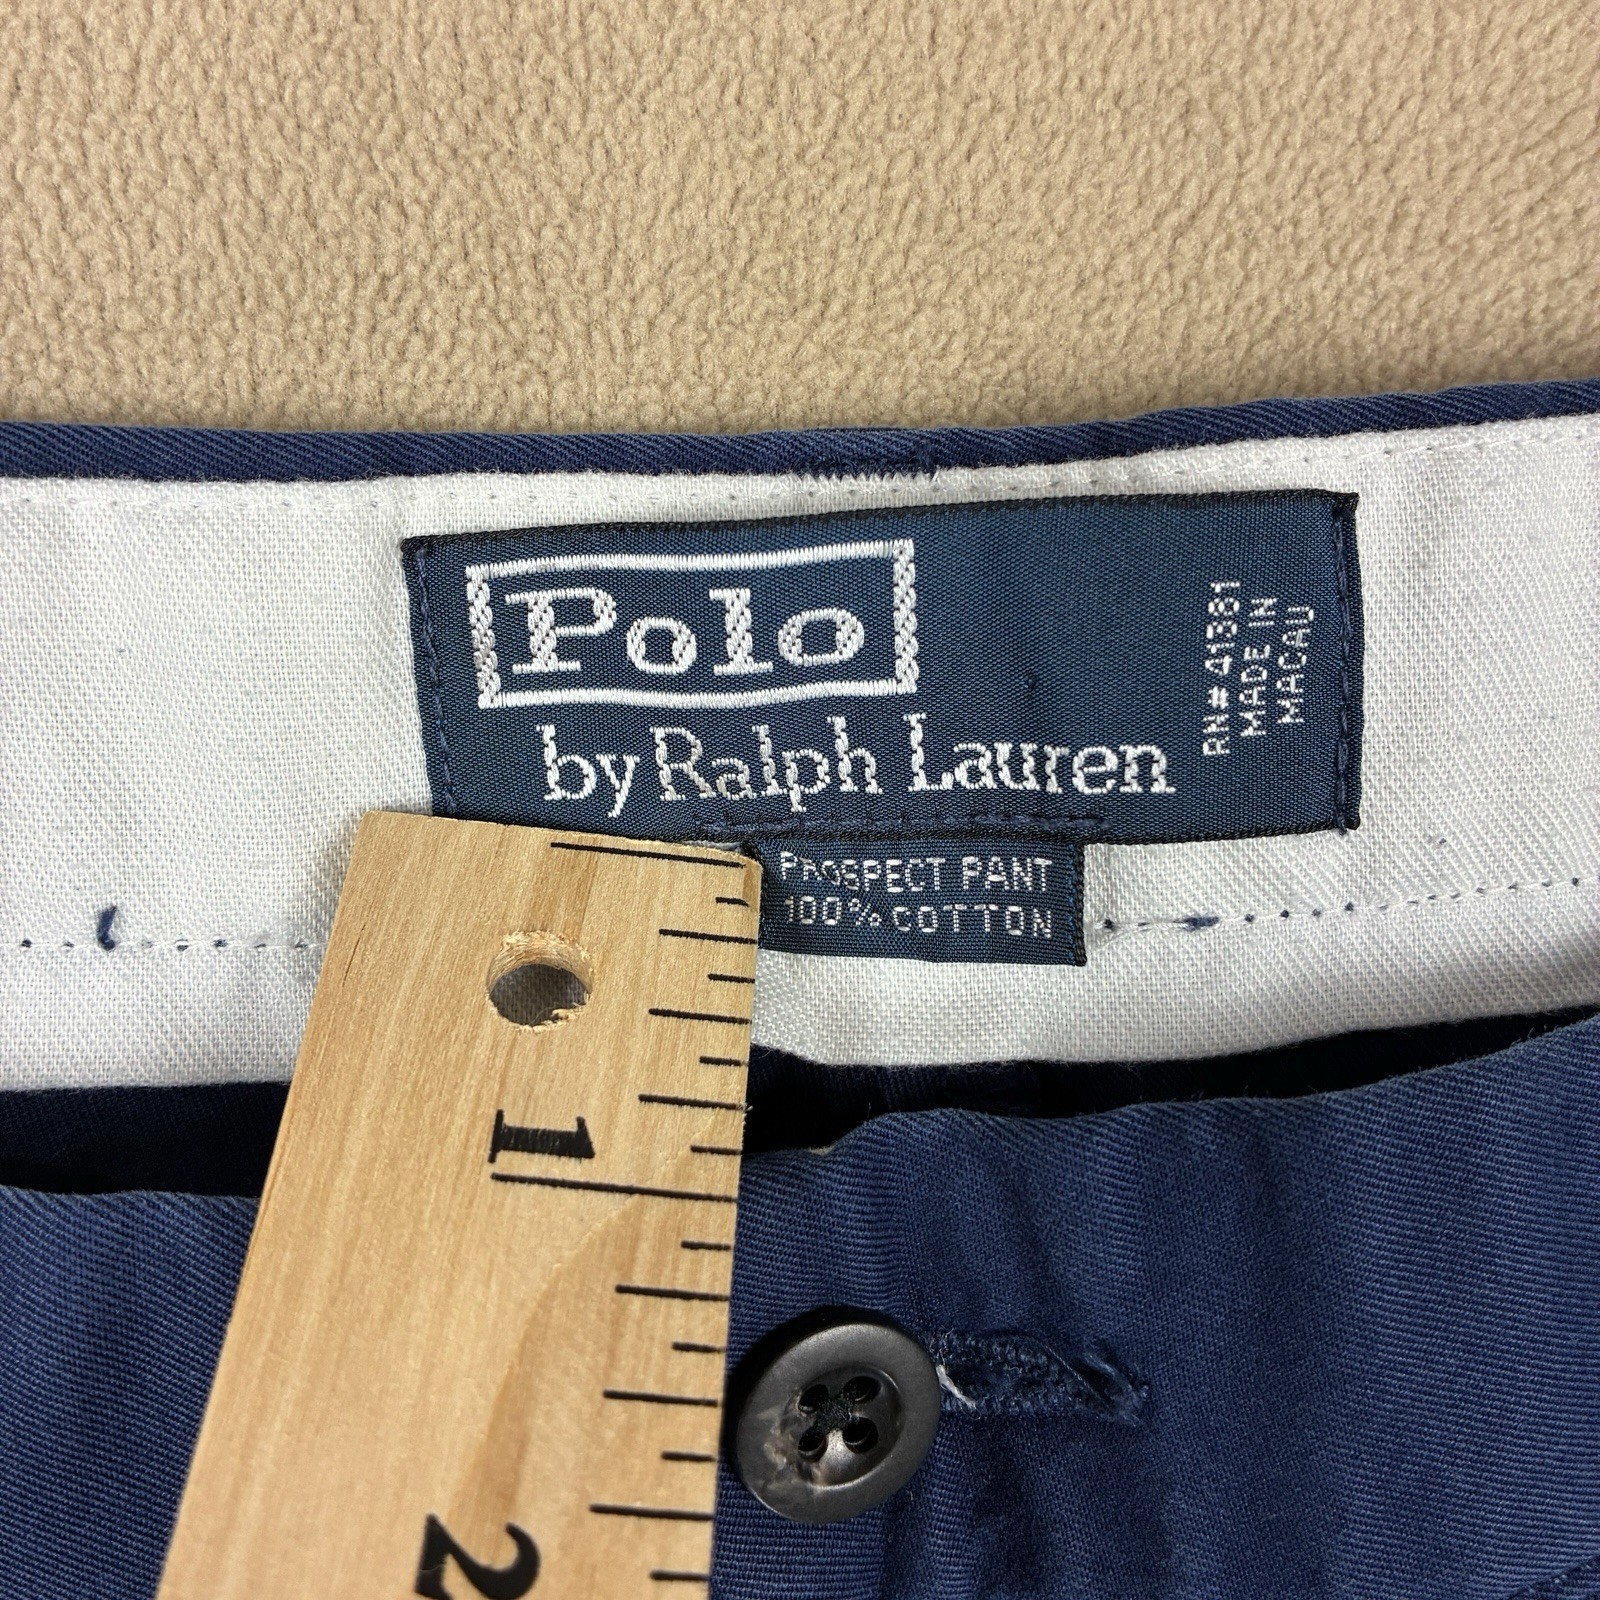 Polo
by Ralph Lauren
RN# 41381
MADE IN
MACAU
PROSPECT PANT
100% COTTON
1
2